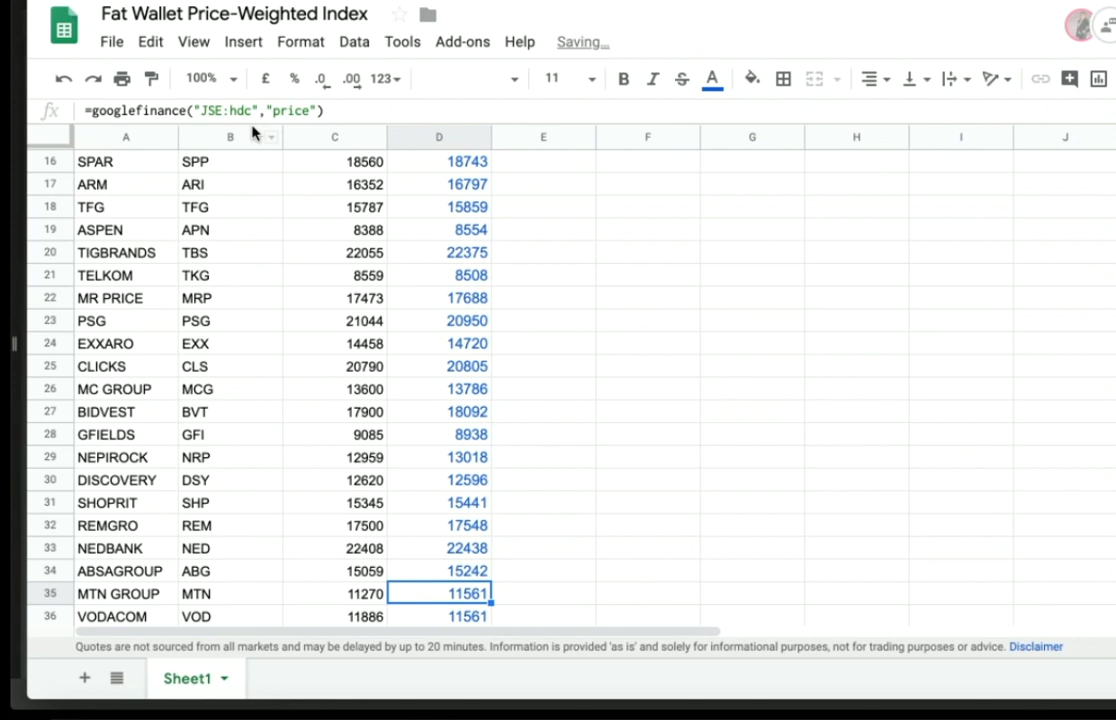 Fat Wallet Price-Weighted Index
File Edit View Insert Format Data Tools Add-ons Help Saving...
100% £ % .0 .00 123 11 B I S A
fx =googlefinance("JSE:hdc","price")
A B C D E F G H I J
16 SPAR SPP 18560 18743
17 ARM ARI 16352 16797
18 TFG TFG 15787 15859
19 ASPEN APN 8388 8554
20 TIGBRANDS TBS 22055 22375
21 TELKOM TKG 8559 8508
22 MR PRICE MRP 17473 17688
23 PSG PSG 21044 20950
24 EXXARO EXX 14458 14720
25 CLICKS CLS 20790 20805
26 MC GROUP MCG 13600 13786
27 BIDVEST BVT 17900 18092
28 GFIELDS GFI 9085 8938
29 NEPIROCK NRP 12959 13018
30 DISCOVERY DSY 12620 12596
31 SHOPRIT SHP 15345 15441
32 REMGRO REM 17500 17548
33 NEDBANK NED 22408 22438
34 ABSAGROUP ABG 15059 15242
35 MTN GROUP MTN 11270 11561
36 VODACOM VOD 11886 11561
Quotes are not sourced from all markets and may be delayed by up to 20 minutes. Information is provided 'as is' and solely for informational purposes, not for trading purposes or advice. Disclaimer
Sheet1